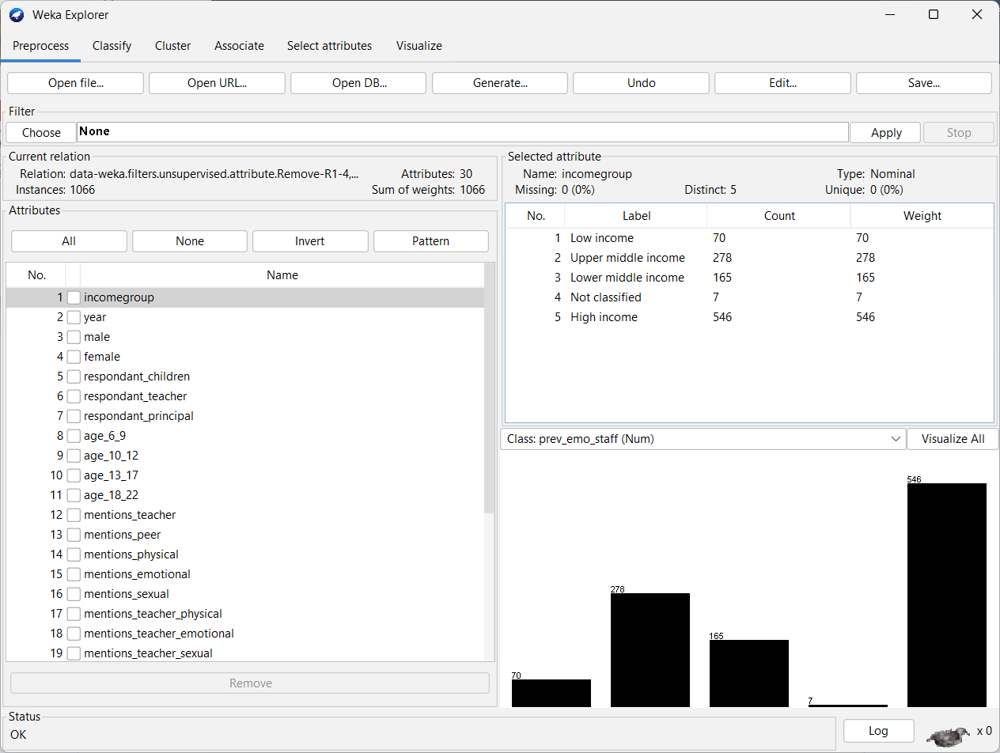 Weka Explorer
Preprocess Classify Cluster Associate Select attributes Visualize
Open file... Open URL... Open DB... Generate... Undo Edit... Save...
Filter
Choose None Apply Stop
Current relation
Relation: data-weka.filters.unsupervised.attribute.Remove-R1-4,... Attributes: 30
Instances: 1066 Sum of weights: 1066
Attributes
All None Invert Pattern
No. Name
1 incomegroup
2 year
3 male
4 female
5 respondant_children
6 respondant_teacher
7 respondant_principal
8 age_6_9
9 age_10_12
10 age_13_17
11 age_18_22
12 mentions_teacher
13 mentions_peer
14 mentions_physical
15 mentions_emotional
16 mentions_sexual
17 mentions_teacher_physical
18 mentions_teacher_emotional
19 mentions_teacher_sexual
Remove
Selected attribute
Name: incomegroup Type: Nominal
Missing: 0 (0%) Distinct: 5 Unique: 0 (0%)
No. Label Count Weight
1 Low income 70 70
2 Upper middle income 278 278
3 Lower middle income 165 165
4 Not classified 7 7
5 High income 546 546
Class: prev_emo_staff (Num) Visualize All
70 278 165 7 546
Status
OK
Log x 0